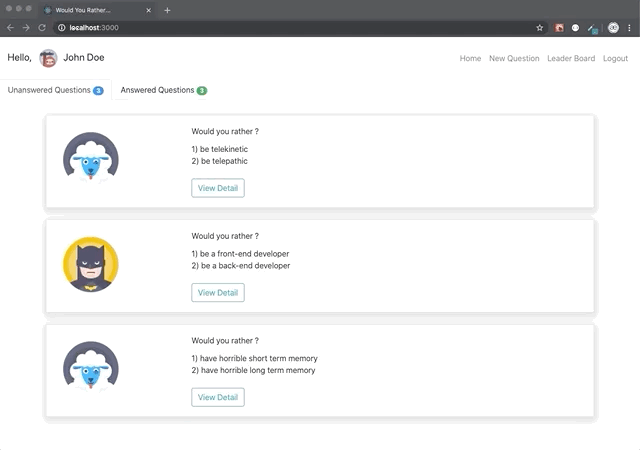 Would You Rather...
localhost:3000
Hello, John Doe
Home New Question Leader Board Logout
Unanswered Questions 3 Answered Questions 3
Would you rather ?
1) be telekinetic
2) be telepathic
View Detail
Would you rather ?
1) be a front-end developer
2) be a back-end developer
View Detail
Would you rather ?
1) have horrible short term memory
2) have horrible long term memory
View Detail